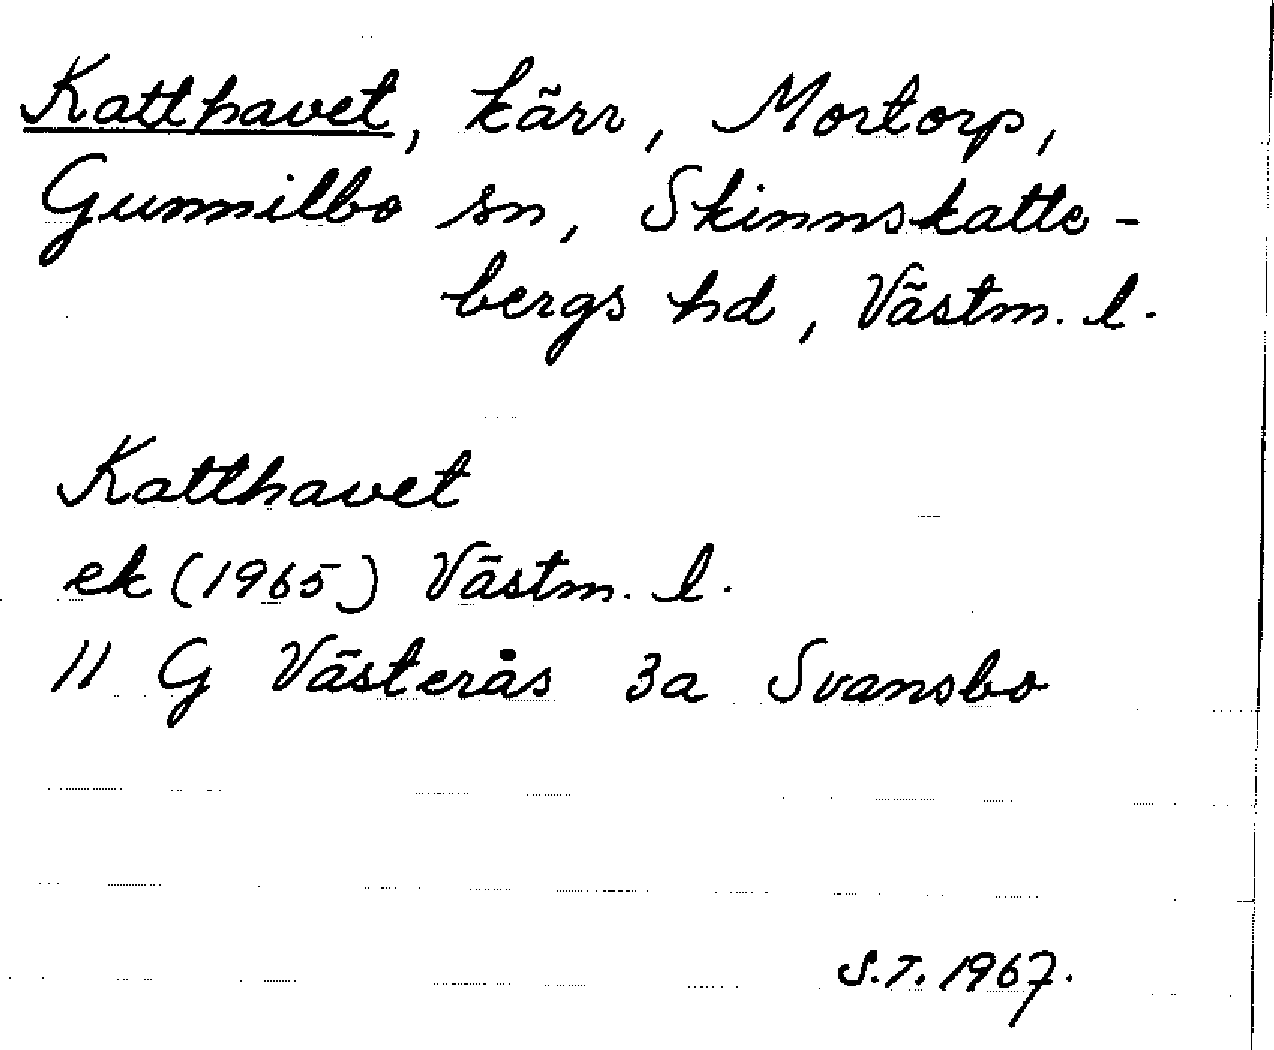 Katthavet, kärr, Mortorp,
Gunnilbo sn, Skinnskatte-
bergs hd, Västm. l.
Katthavet
ek (1965) Västm. l.
11 G Västerås 3a Svansbo
S.T. 1967.